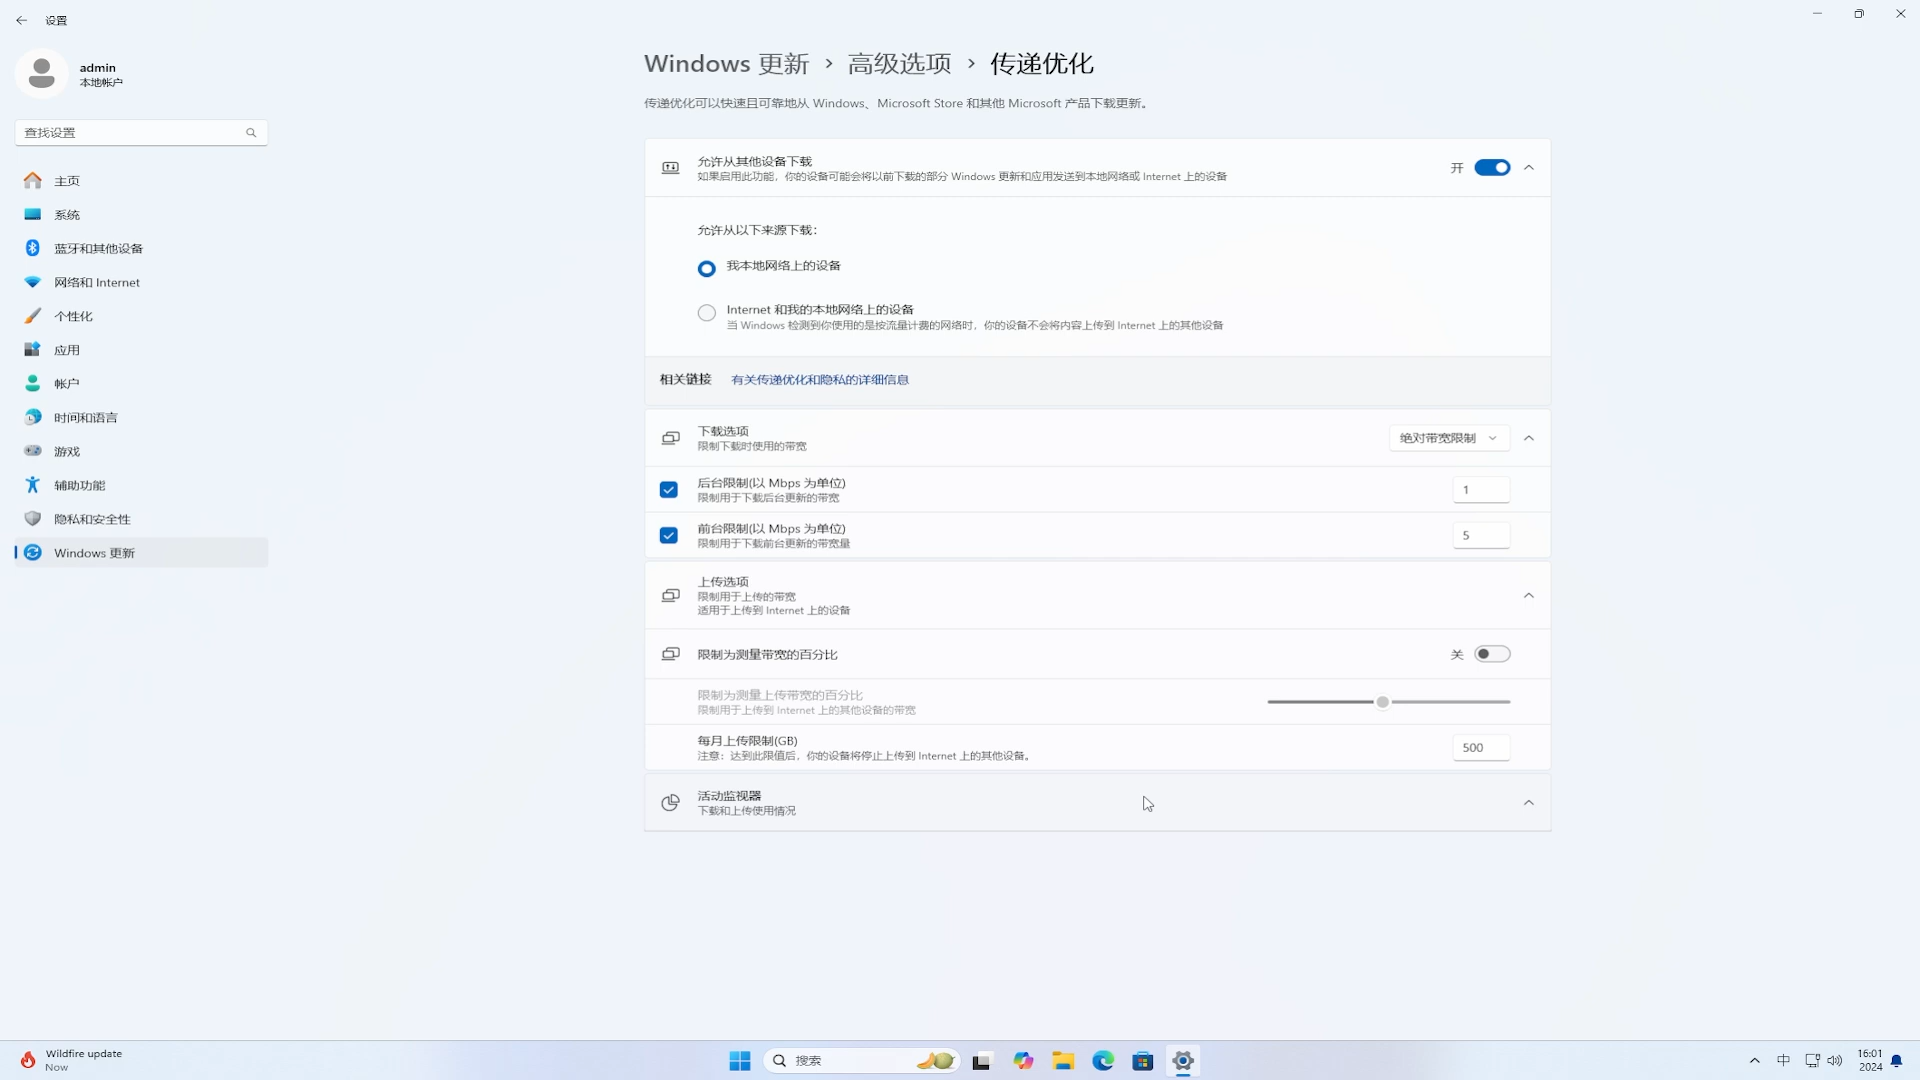 设置
admin
本地帐户
查找设置
主页
系统
蓝牙和其他设备
网络和 Internet
个性化
应用
帐户
时间和语言
游戏
辅助功能
隐私和安全性
Windows 更新
Windows 更新 › 高级选项 › 传递优化
传递优化可以快速且可靠地从 Windows、Microsoft Store 和其他 Microsoft 产品下载更新。
允许从其他设备下载
如果启用此功能，你的设备可能会将以前下载的部分 Windows 更新和应用发送到本地网络或 Internet 上的设备
开
允许从以下来源下载：
我本地网络上的设备
Internet 和我的本地网络上的设备
当 Windows 检测到你使用的是按流量计费的网络时，你的设备不会将内容上传到 Internet 上的其他设备
相关链接 有关传递优化和隐私的详细信息
下载选项
限制下载时使用的带宽
绝对带宽限制
后台限制(以 Mbps 为单位)
限制用于下载后台更新的带宽
1
前台限制(以 Mbps 为单位)
限制用于下载前台更新的带宽量
5
上传选项
限制用于上传的带宽
适用于上传到 Internet 上的设备
限制为测量带宽的百分比
关
限制为测量上传带宽的百分比
限制用于上传到 Internet 上的其他设备的带宽
每月上传限制(GB)
注意：达到此限值后，你的设备将停止上传到 Internet 上的其他设备。
500
活动监视器
下载和上传使用情况
Wildfire update
Now
搜索
中
16:01
2024